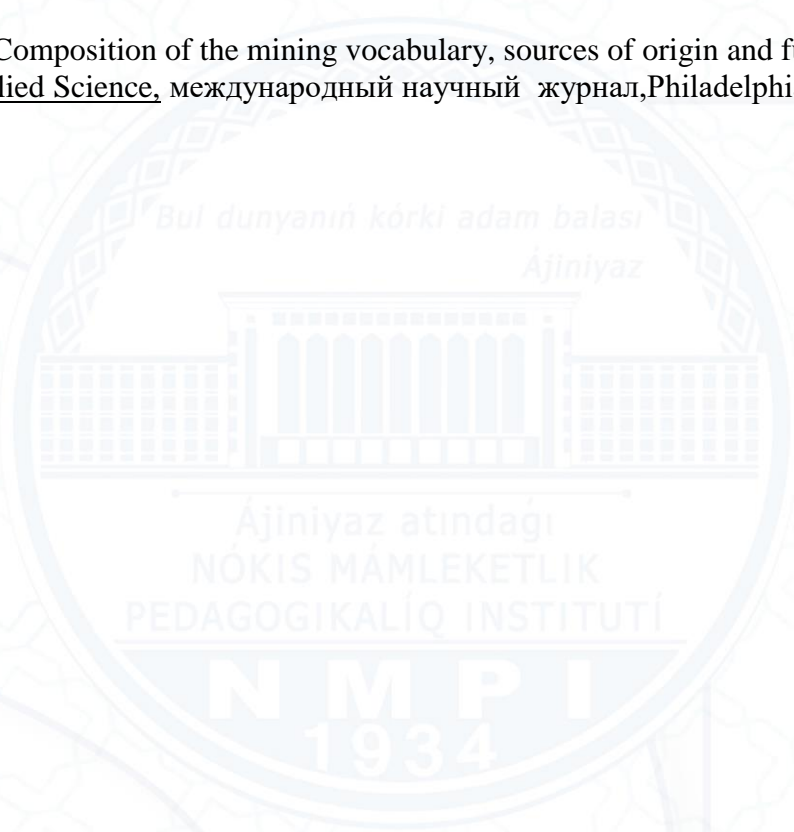 Composition of the mining vocabulary, sources of origin and
lied Science, международный научный журнал,Philadelphi
Bul dunyanıń kórki adam balası
Ájiniyaz
Ájiniyaz atındaǵı
NÓKIS MÁMLEKETLIK
PEDAGOGIKALÍQ INSTITUTÍ
NMPI
1934